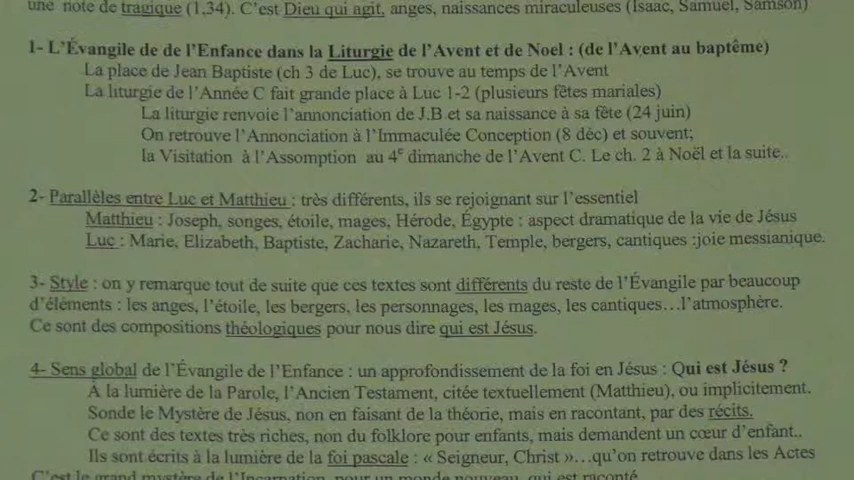 une note de tragique (1,34). C'est Dieu qui agit, anges, naissances miraculeuses (Isaac, Samuel, Samson)
1- L'Évangile de de l'Enfance dans la Liturgie de l'Avent et de Noel : (de l'Avent au baptême)
La place de Jean Baptiste (ch 3 de Luc), se trouve au temps de l'Avent
La liturgie de l'Année C fait grande place à Luc 1-2 (plusieurs fêtes mariales)
La liturgie renvoie l'annonciation de J.B et sa naissance à sa fête (24 juin)
On retrouve l'Annonciation à l'Immaculée Conception (8 déc) et souvent;
la Visitation à l'Assomption au 4e dimanche de l'Avent C. Le ch. 2 à Noël et la suite..
2- Parallèles entre Luc et Matthieu : très différents, ils se rejoignant sur l'essentiel
Matthieu : Joseph, songes, étoile, mages, Hérode, Égypte : aspect dramatique de la vie de Jésus
Luc : Marie, Elizabeth, Baptiste, Zacharie, Nazareth, Temple, bergers, cantiques :joie messianique.
3- Style : on y remarque tout de suite que ces textes sont différents du reste de l'Évangile par beaucoup
d'éléments : les anges, l'étoile, les bergers, les personnages, les mages, les cantiques…l'atmosphère.
Ce sont des compositions théologiques pour nous dire qui est Jésus.
4- Sens global de l'Évangile de l'Enfance : un approfondissement de la foi en Jésus : Qui est Jésus ?
À la lumière de la Parole, l'Ancien Testament, citée textuellement (Matthieu), ou implicitement.
Sonde le Mystère de Jésus, non en faisant de la théorie, mais en racontant, par des récits.
Ce sont des textes très riches, non du folklore pour enfants, mais demandent un cœur d'enfant..
Ils sont écrits à la lumière de la foi pascale : « Seigneur, Christ »…qu'on retrouve dans les Actes
C'est le grand mystère de l'Incarnation, pour un monde nouveau, qui est raconté